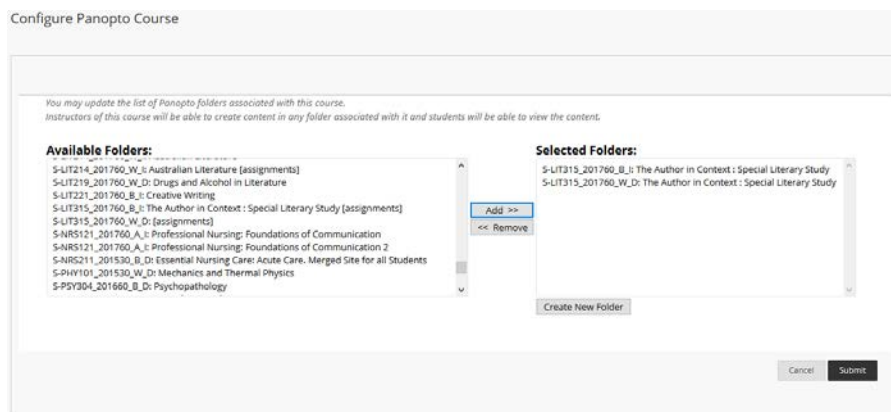 Configure Panopto Course
You may update the list of Panopto folders associated with this course.
Instructors of this course will be able to create content in any folder associated with it and students will be able to view the content.
Available Folders:
S-LIT214_201760_W_I: Australian Literature [assignments]
S-LIT219_201760_W_D: Drugs and Alcohol in Literature
S-LIT221_201760_B_I: Creative Writing
S-LIT315_201760_B_I: The Author in Context : Special Literary Study [assignments]
S-LIT315_201760_W_D: [assignments]
S-NRS121_201760_A_I: Professional Nursing: Foundations of Communication
S-NRS121_201760_A_I: Professional Nursing: Foundations of Communication 2
S-NRS211_201530_B_D: Essential Nursing Care: Acute Care. Merged Site for all Students
S-PHY101_201530_W_D: Mechanics and Thermal Physics
S-PSY304_201660_B_D: Psychopathology
Add >>
<< Remove
Selected Folders:
S-LIT315_201760_B_I: The Author in Context : Special Literary Study
S-LIT315_201760_W_D: The Author in Context : Special Literary Study
Create New Folder
Cancel
Submit